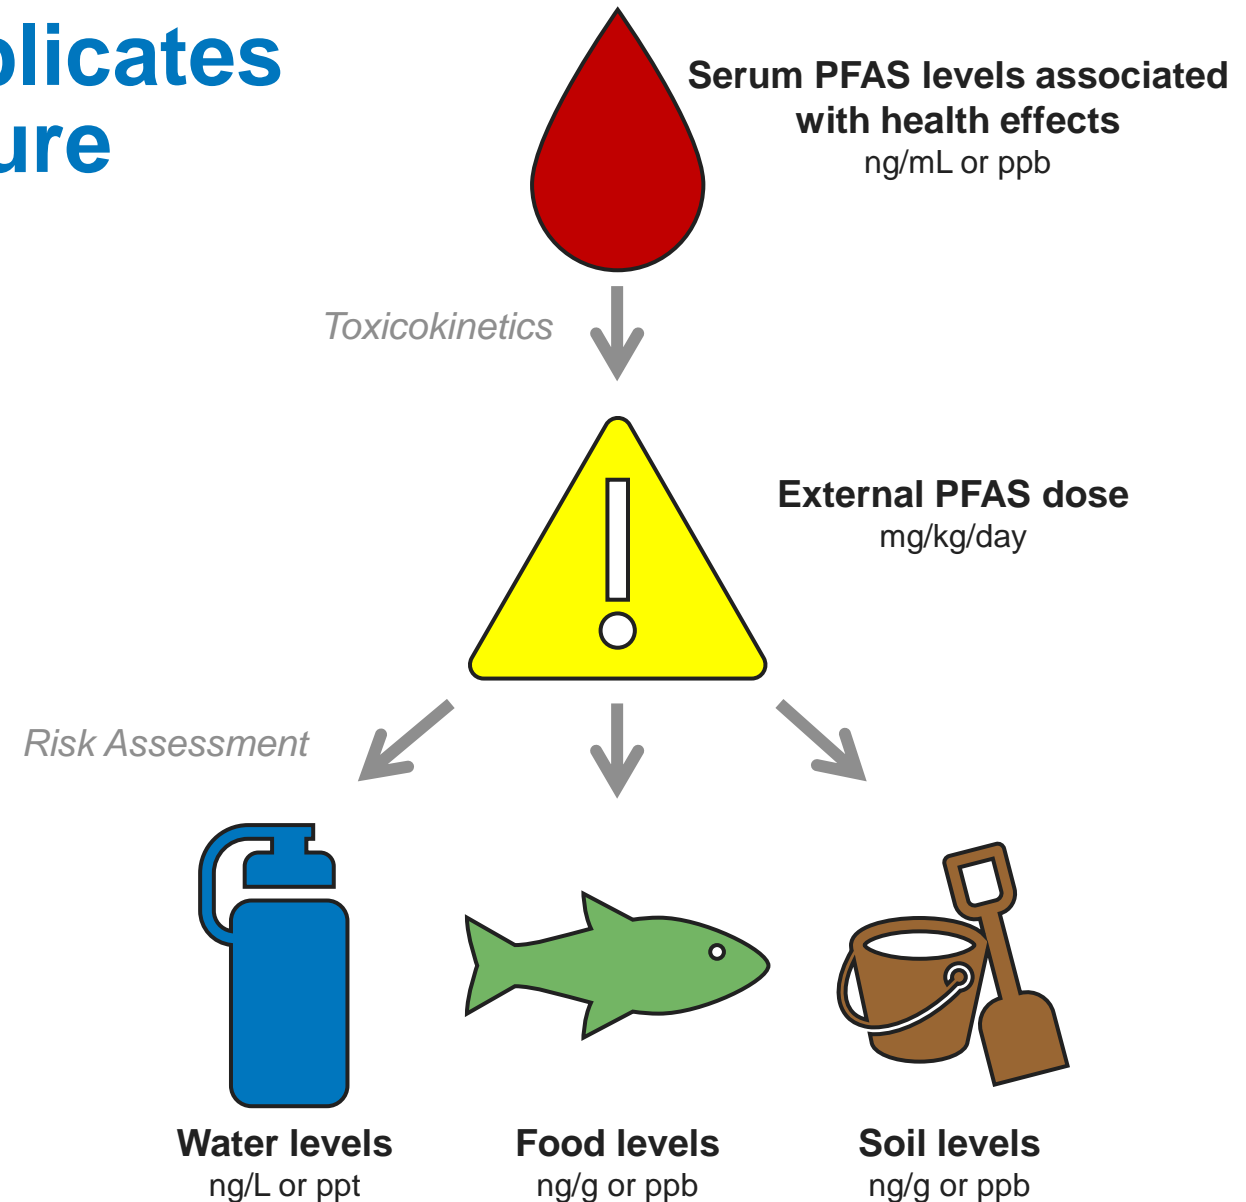 plicates
ure
Serum PFAS levels associated
with health effects
ng/mL or ppb
Toxicokinetics
External PFAS dose
mg/kg/day
Risk Assessment
Water levels
ng/L or ppt
Food levels
ng/g or ppb
Soil levels
ng/g or ppb